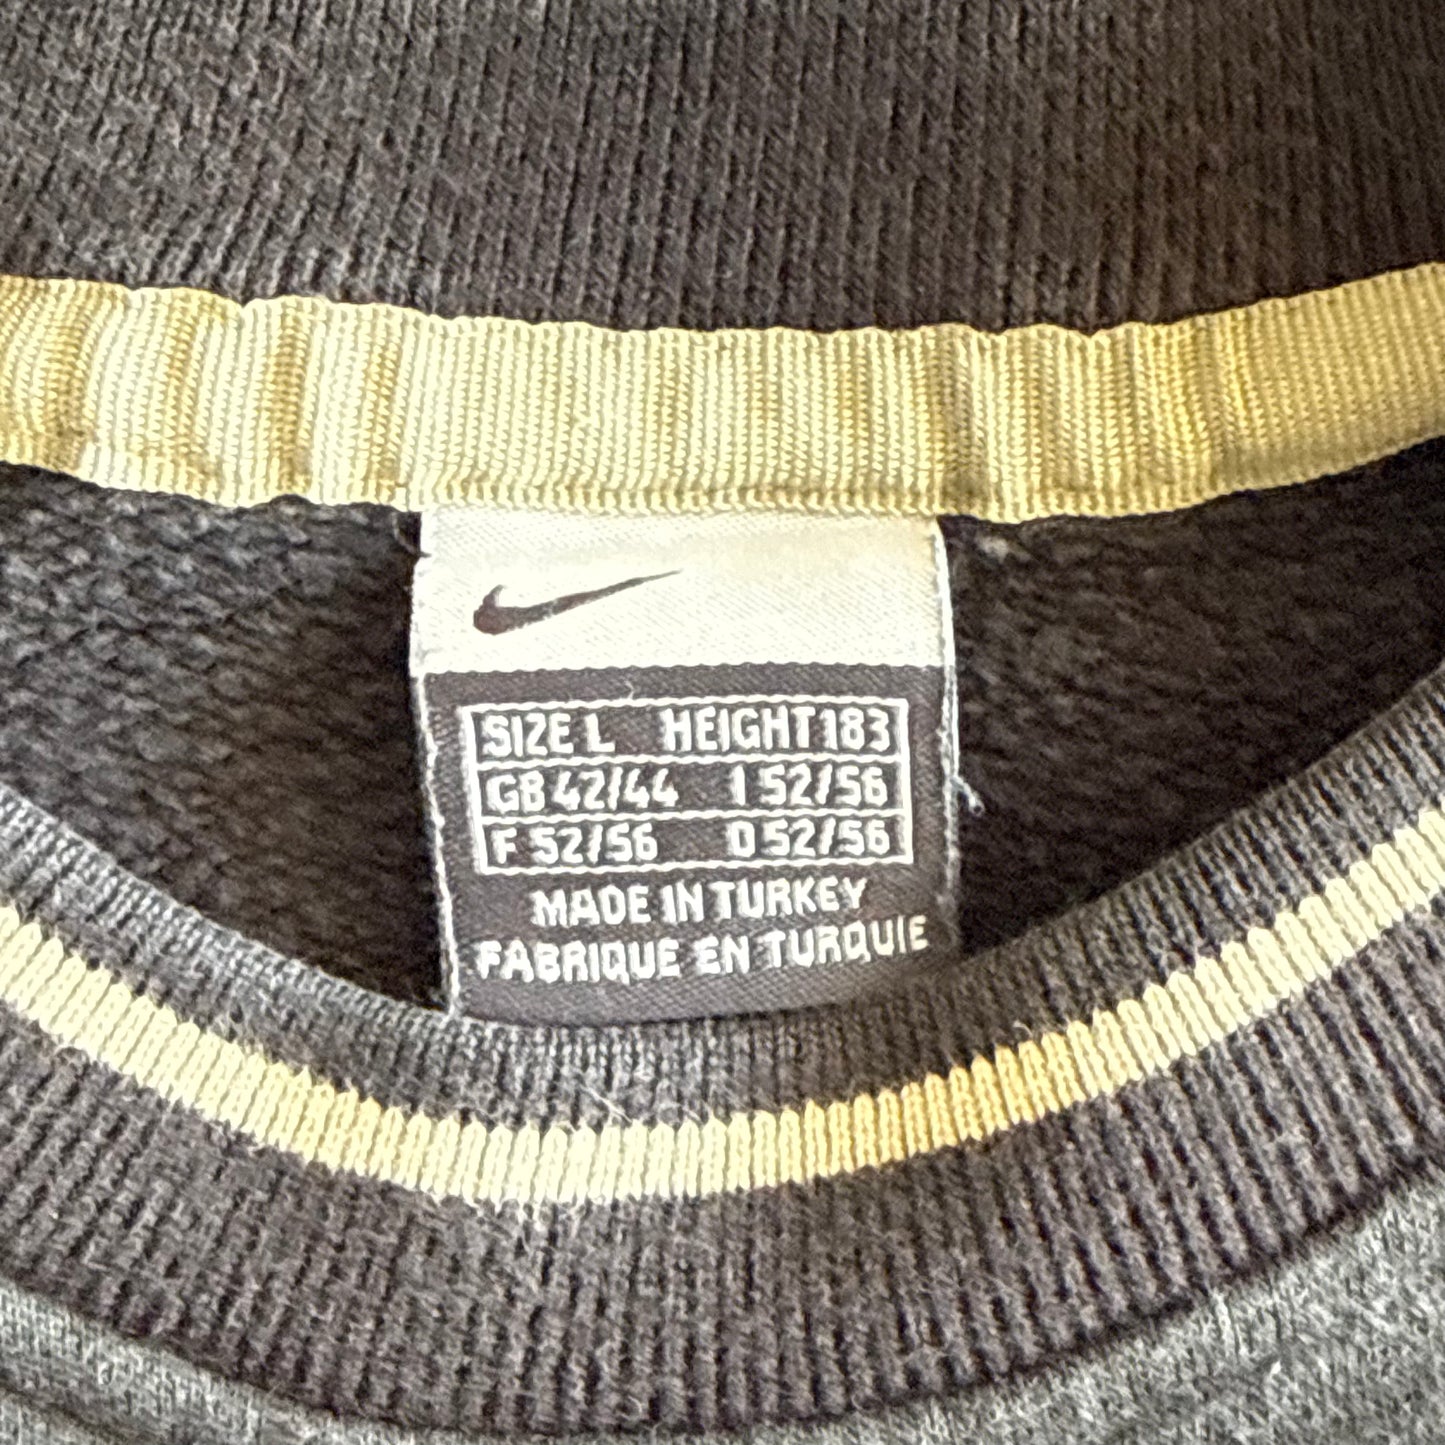 SIZE L HEIGHT 183
GB 42/44 I 52/56
F 52/56 D 52/56
MADE IN TURKEY
FABRIQUE EN TURQUIE